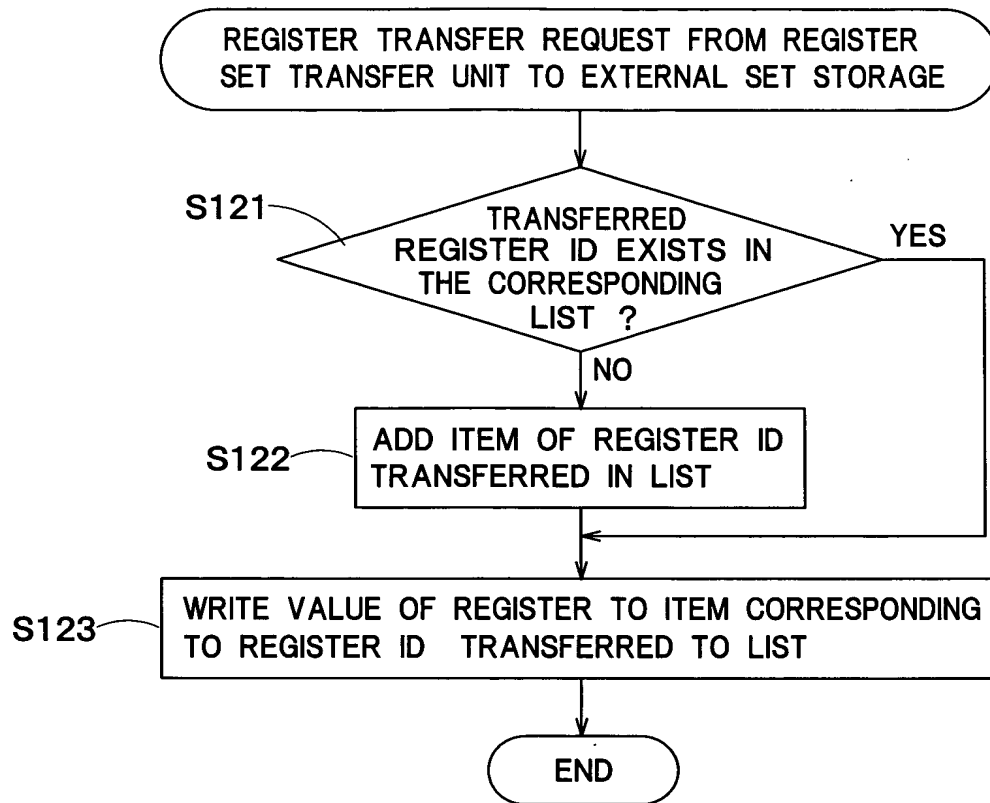 REGISTER TRANSFER REQUEST FROM REGISTER
SET TRANSFER UNIT TO EXTERNAL SET STORAGE
S121
TRANSFERRED
REGISTER ID EXISTS IN
THE CORRESPONDING
LIST ?
YES
NO
S122
ADD ITEM OF REGISTER ID
TRANSFERRED IN LIST
S123
WRITE VALUE OF REGISTER TO ITEM CORRESPONDING
TO REGISTER ID TRANSFERRED TO LIST
END